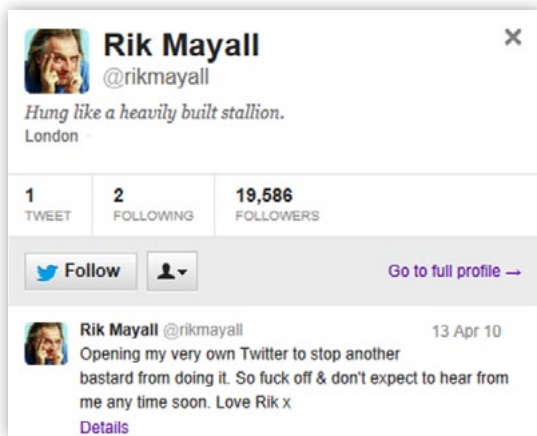 Rik Mayall
@rikmayall
Hung like a heavily built stallion.
London
1 2 19,586
TWEET FOLLOWING FOLLOWERS
Follow
Go to full profile →
Rik Mayall @rikmayall 13 Apr 10
Opening my very own Twitter to stop another
bastard from doing it. So fuck off & don't expect to hear from
me any time soon. Love Rik x
Details